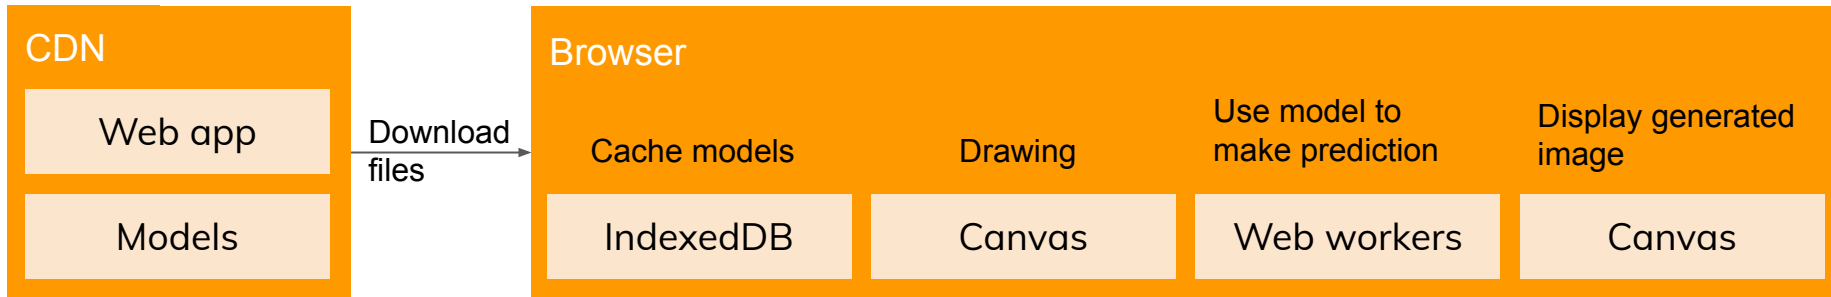 CDN
Web app
Models
Download
files
Browser
Cache models
IndexedDB
Drawing
Canvas
Use model to
make prediction
Web workers
Display generated
image
Canvas